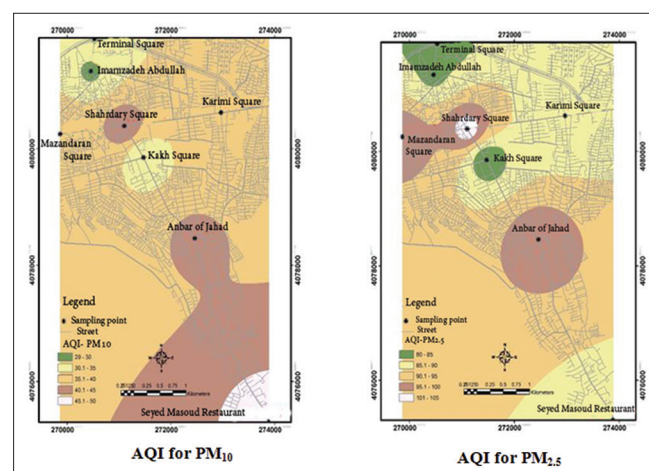 270000 272000 274000
Terminal Square
Imamzadeh Abdullah
Shahrdary Square
Karimi Square
Mazandaran
Square
Kakh Square
Anbar of Jahad
4080000
4078000
4076000
Legend
Sampling point
Street
AQI- PM10
30.1 - 35
35.1 - 40
40.1 - 45
45.1 - 50
Kilometers
Seyed Masoud Restaurant
270000 272000 274000
AQI for PM10
270000 272000 274000
Terminal Square
Imamzadeh Abdullah
Shahrdary Square
Karimi Square
Mazandaran
Square
Kakh Square
Anbar of Jahad
4080000
4078000
4076000
Legend
Sampling point
Street
AQI-PM2.5
80 - 85
85.1 - 90
90.1 - 95
95.1 - 100
101 - 105
Kilometers
Seyed Masoud Restaurant
270000 272000 274000
AQI for PM2.5